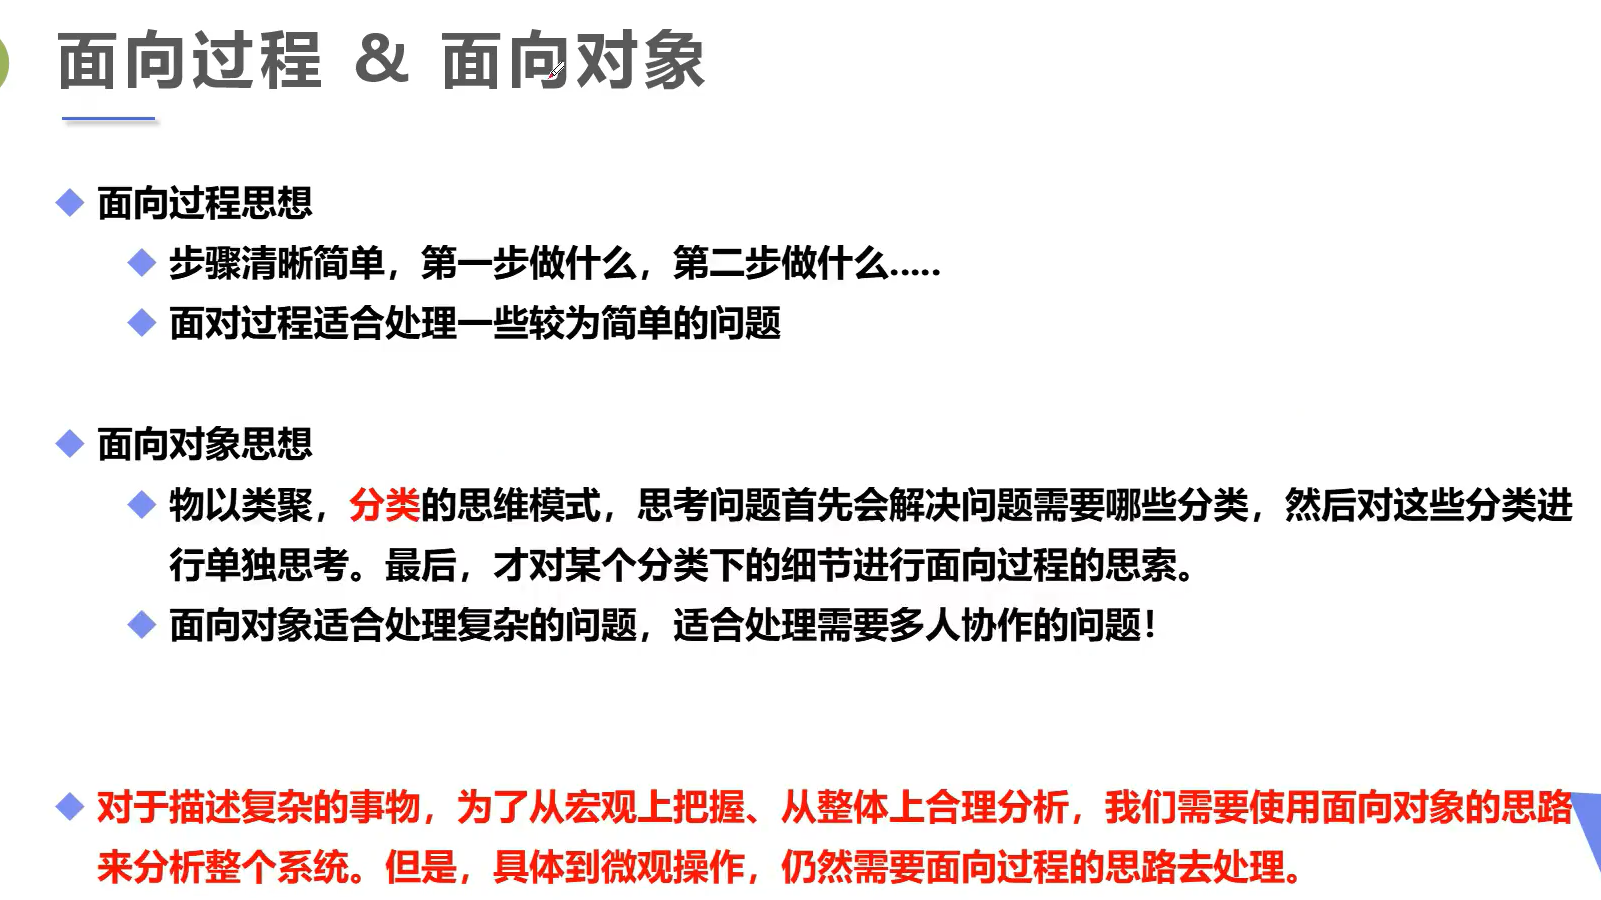 面向过程 & 面向对象
面向过程思想
步骤清晰简单，第一步做什么，第二步做什么.....
面对过程适合处理一些较为简单的问题
面向对象思想
物以类聚，分类的思维模式，思考问题首先会解决问题需要哪些分类，然后对这些分类进
行单独思考。最后，才对某个分类下的细节进行面向过程的思索。
面向对象适合处理复杂的问题，适合处理需要多人协作的问题！
对于描述复杂的事物，为了从宏观上把握、从整体上合理分析，我们需要使用面向对象的思路
来分析整个系统。但是，具体到微观操作，仍然需要面向过程的思路去处理。